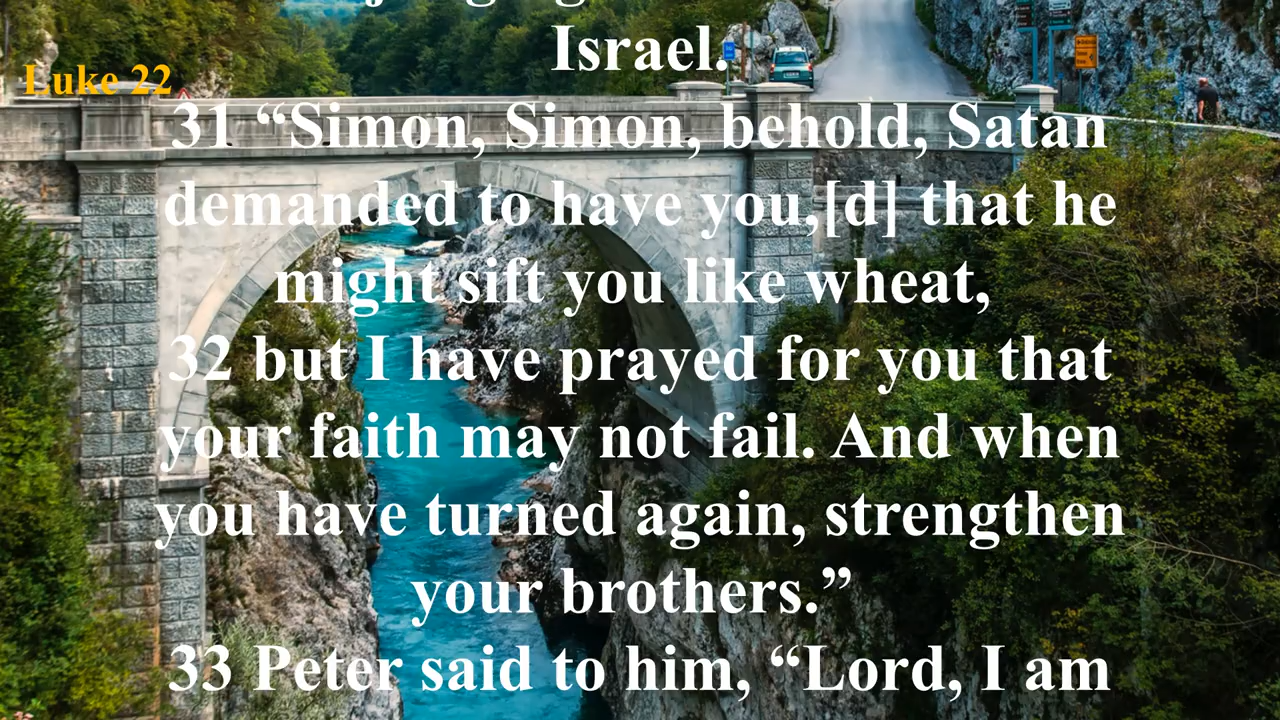 Israel.
Luke 22
31 “Simon, Simon, behold, Satan
demanded to have you,[d] that he
might sift you like wheat,
32 but I have prayed for you that
your faith may not fail. And when
you have turned again, strengthen
your brothers.”
33 Peter said to him, “Lord, I am